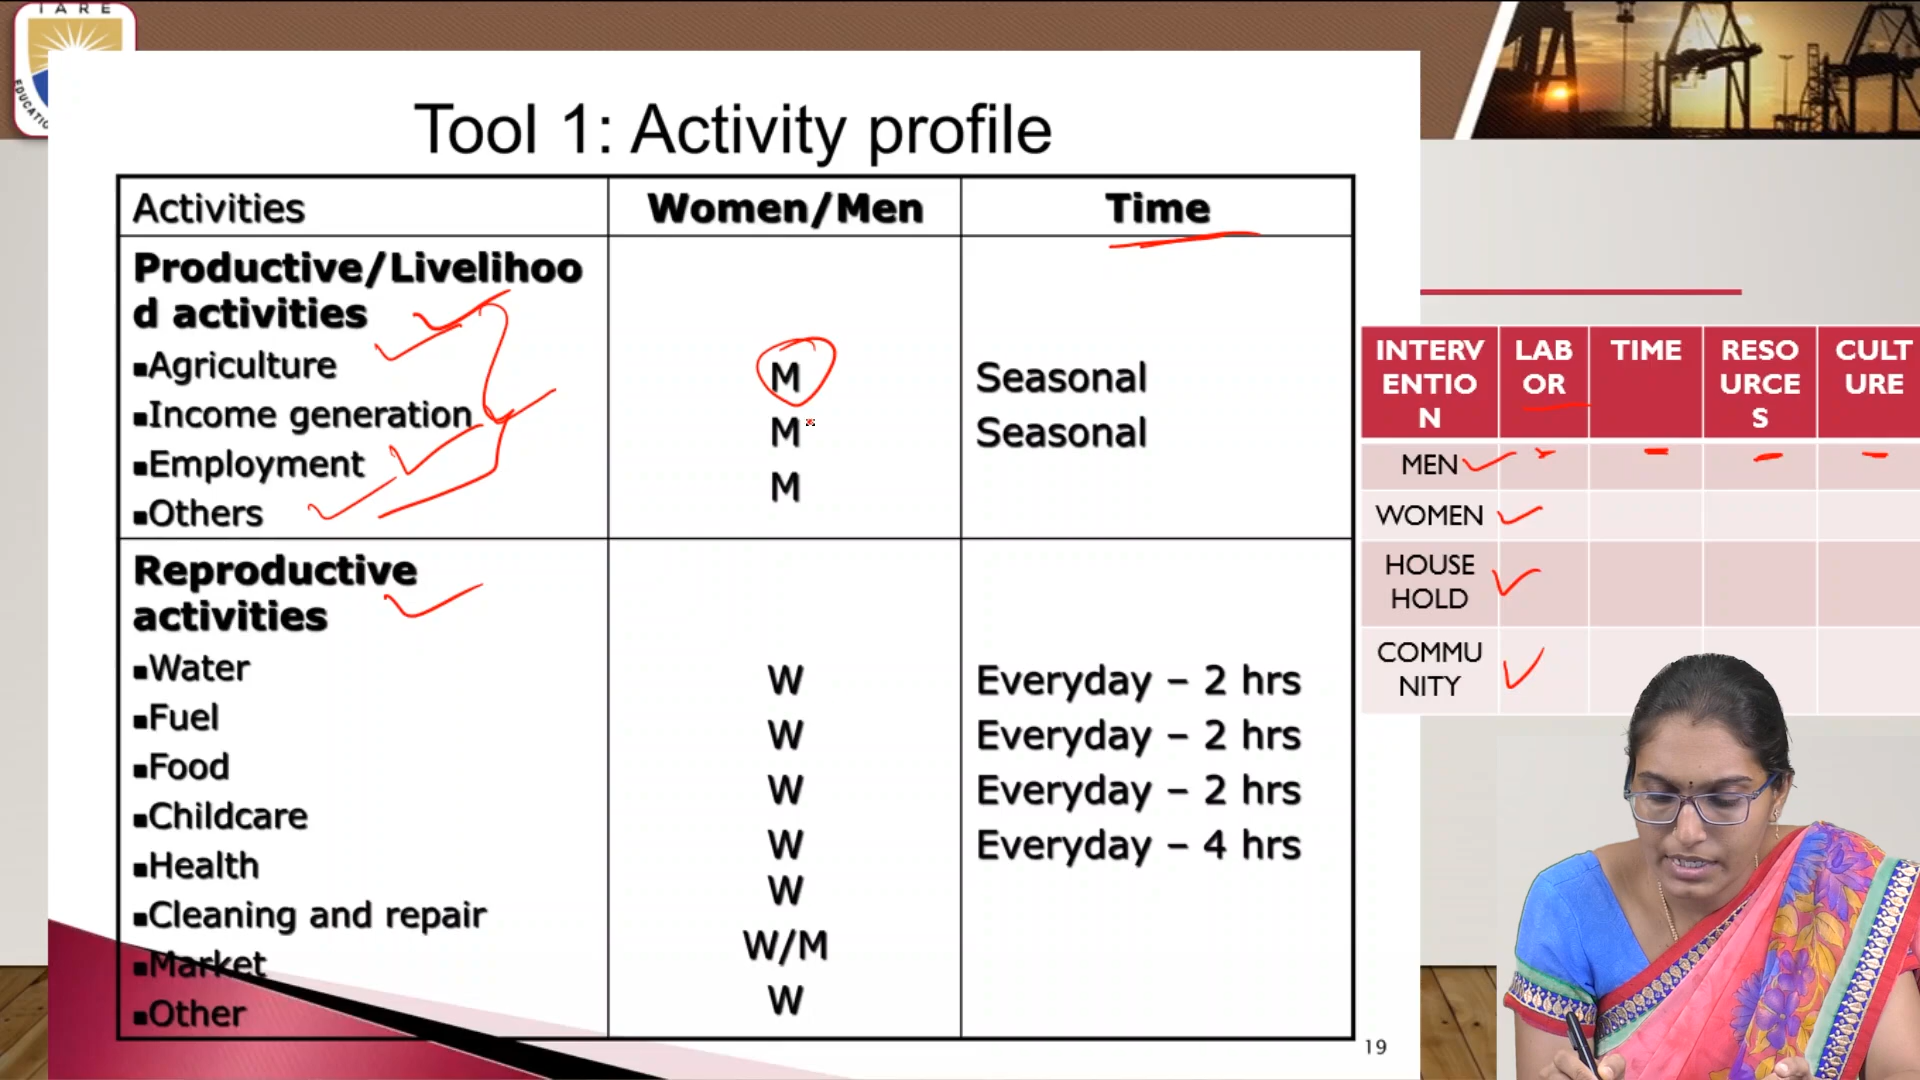 IARE
EDUCATIO
Tool 1: Activity profile
Activities Women/Men Time
Productive/Livelihoo
d activities
▪Agriculture M Seasonal
▪Income generation M Seasonal
▪Employment M
▪Others
Reproductive
activities
▪Water W Everyday – 2 hrs
▪Fuel W Everyday – 2 hrs
▪Food W Everyday – 2 hrs
▪Childcare W Everyday – 4 hrs
▪Health W
▪Cleaning and repair W/M
▪Market W
▪Other
19
INTERV
ENTIO
N
LAB
OR
TIME
RESO
URCE
S
CULT
URE
MEN
WOMEN
HOUSE
HOLD
COMMU
NITY